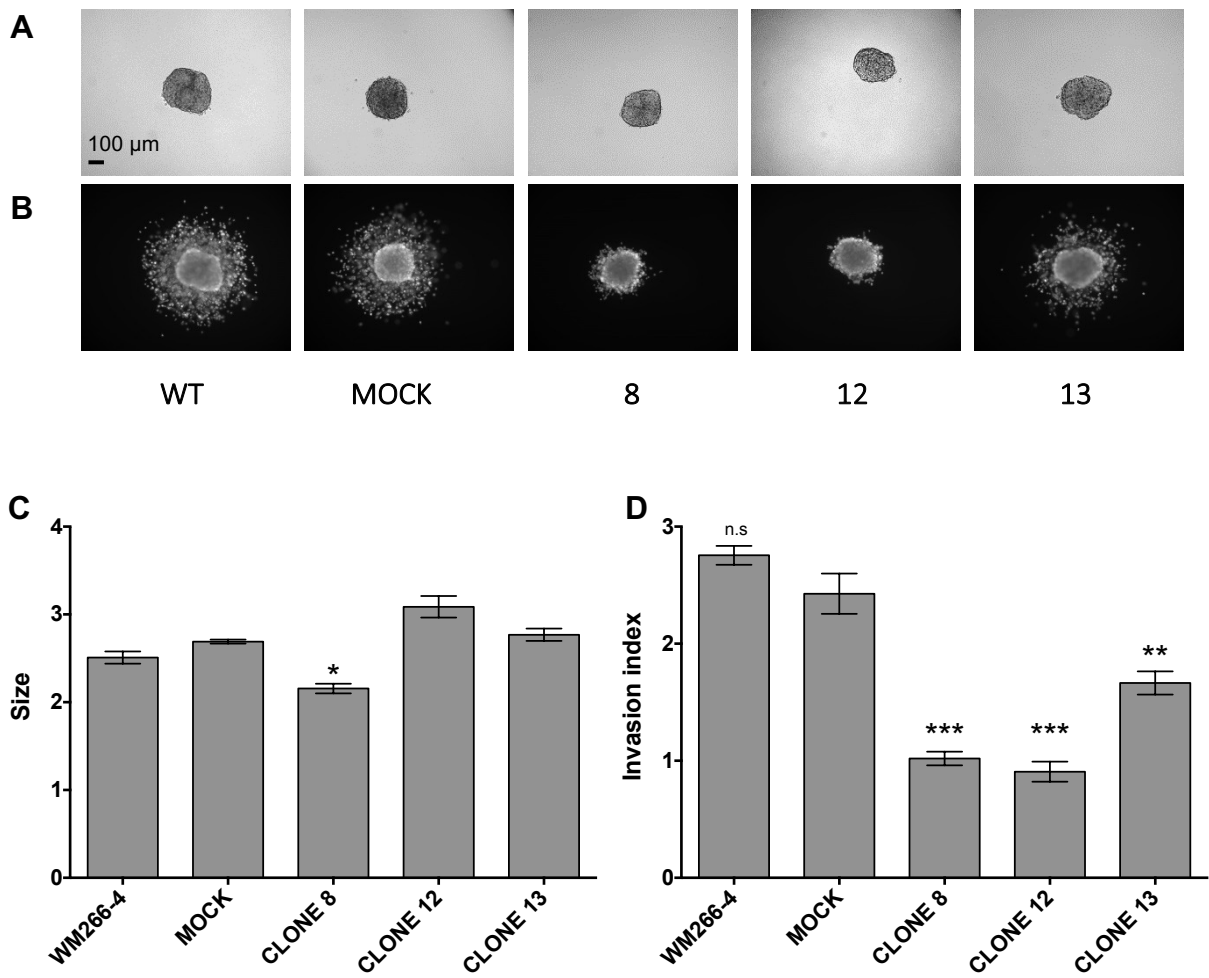 A
100 µm
B
WT MOCK 8 12 13
C
4
3
2
1
0
Size
*
WM266-4 MOCK CLONE 8 CLONE 12 CLONE 13
D
3
2
1
0
Invasion index
n.s
*** *** **
WM266-4 MOCK CLONE 8 CLONE 12 CLONE 13